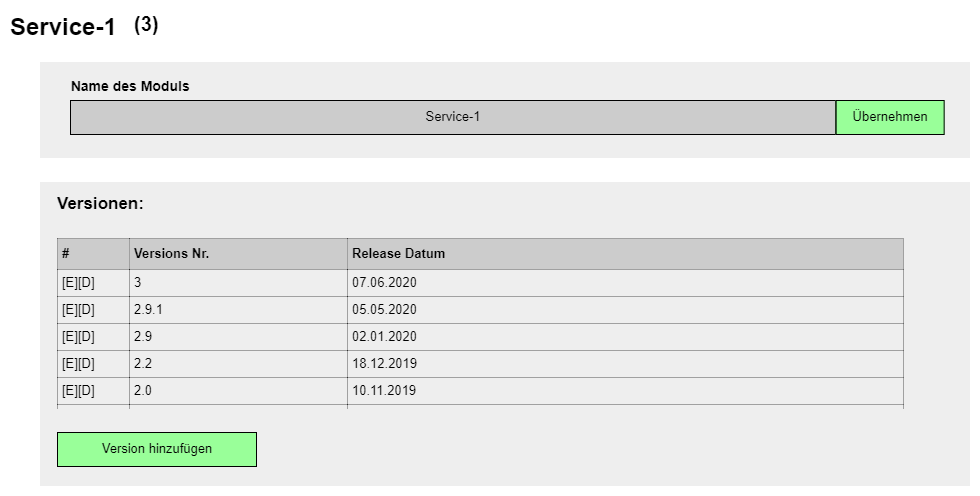 Service-1 (3)
Name des Moduls
Service-1 Übernehmen
Versionen:
# Versions Nr. Release Datum
[E][D] 3 07.06.2020
[E][D] 2.9.1 05.05.2020
[E][D] 2.9 02.01.2020
[E][D] 2.2 18.12.2019
[E][D] 2.0 10.11.2019
Version hinzufügen